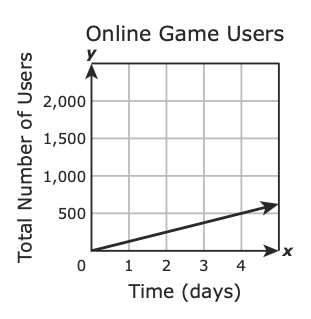 Online Game Users
y
Total Number of Users
2,000
1,500
1,000
500
0 1 2 3 4 x
Time (days)